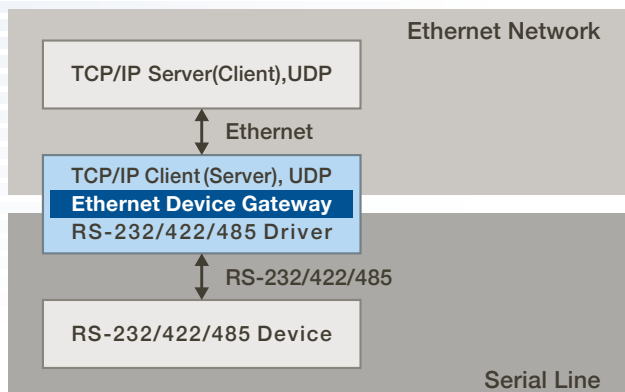 Ethernet Network
TCP/IP Server(Client),UDP
Ethernet
TCP/IP Client (Server), UDP
Ethernet Device Gateway
RS-232/422/485 Driver
RS-232/422/485
RS-232/422/485 Device
Serial Line